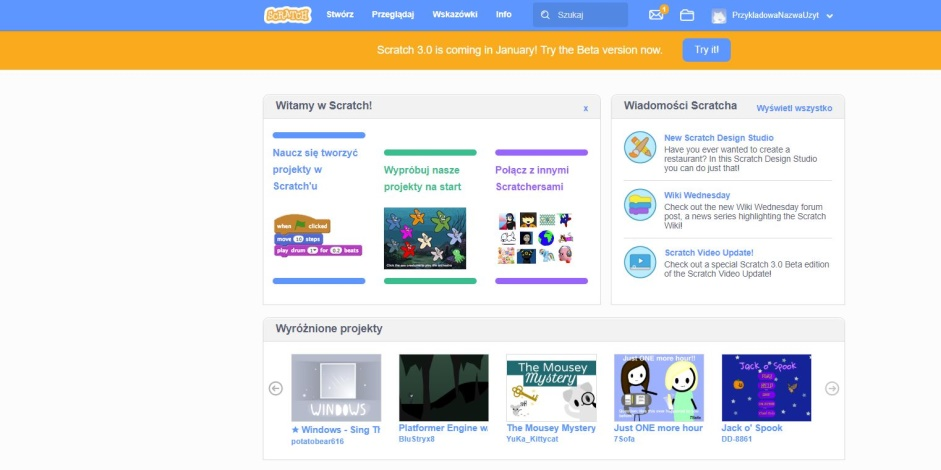 SCRATCH Stwórz Przeglądaj Wskazówki Info Szukaj 1 PrzykladowaNazwaUzyt
Scratch 3.0 is coming in January! Try the Beta version now. Try it!
Witamy w Scratch! x
Naucz się tworzyć
projekty w
Scratch'u
when clicked
move 10 steps
play drum 1 for 0.2 beats
Wypróbuj nasze
projekty na start
Połącz z innymi
Scratchersami
Wiadomości Scratcha Wyświetl wszystko
New Scratch Design Studio
Have you ever wanted to create a
restaurant? In this Scratch Design Studio
you can do just that!
Wiki Wednesday
Check out the new Wiki Wednesday forum
post, a news series highlighting the Scratch
Wiki!
Scratch Video Update!
Check out a special Scratch 3.0 Beta edition
of the Scratch Video Update!
Wyróżnione projekty
WINDOWS
The Mousey
Mystery
Just ONE more hour!!
Jack o' Spook
★ Windows - Sing Th
potatobear616
Platformer Engine w.
BluStryx8
The Mousey Mystery
YuKa_Kittycat
Just ONE more hour
7Sofa
Jack o' Spook
DD-8861